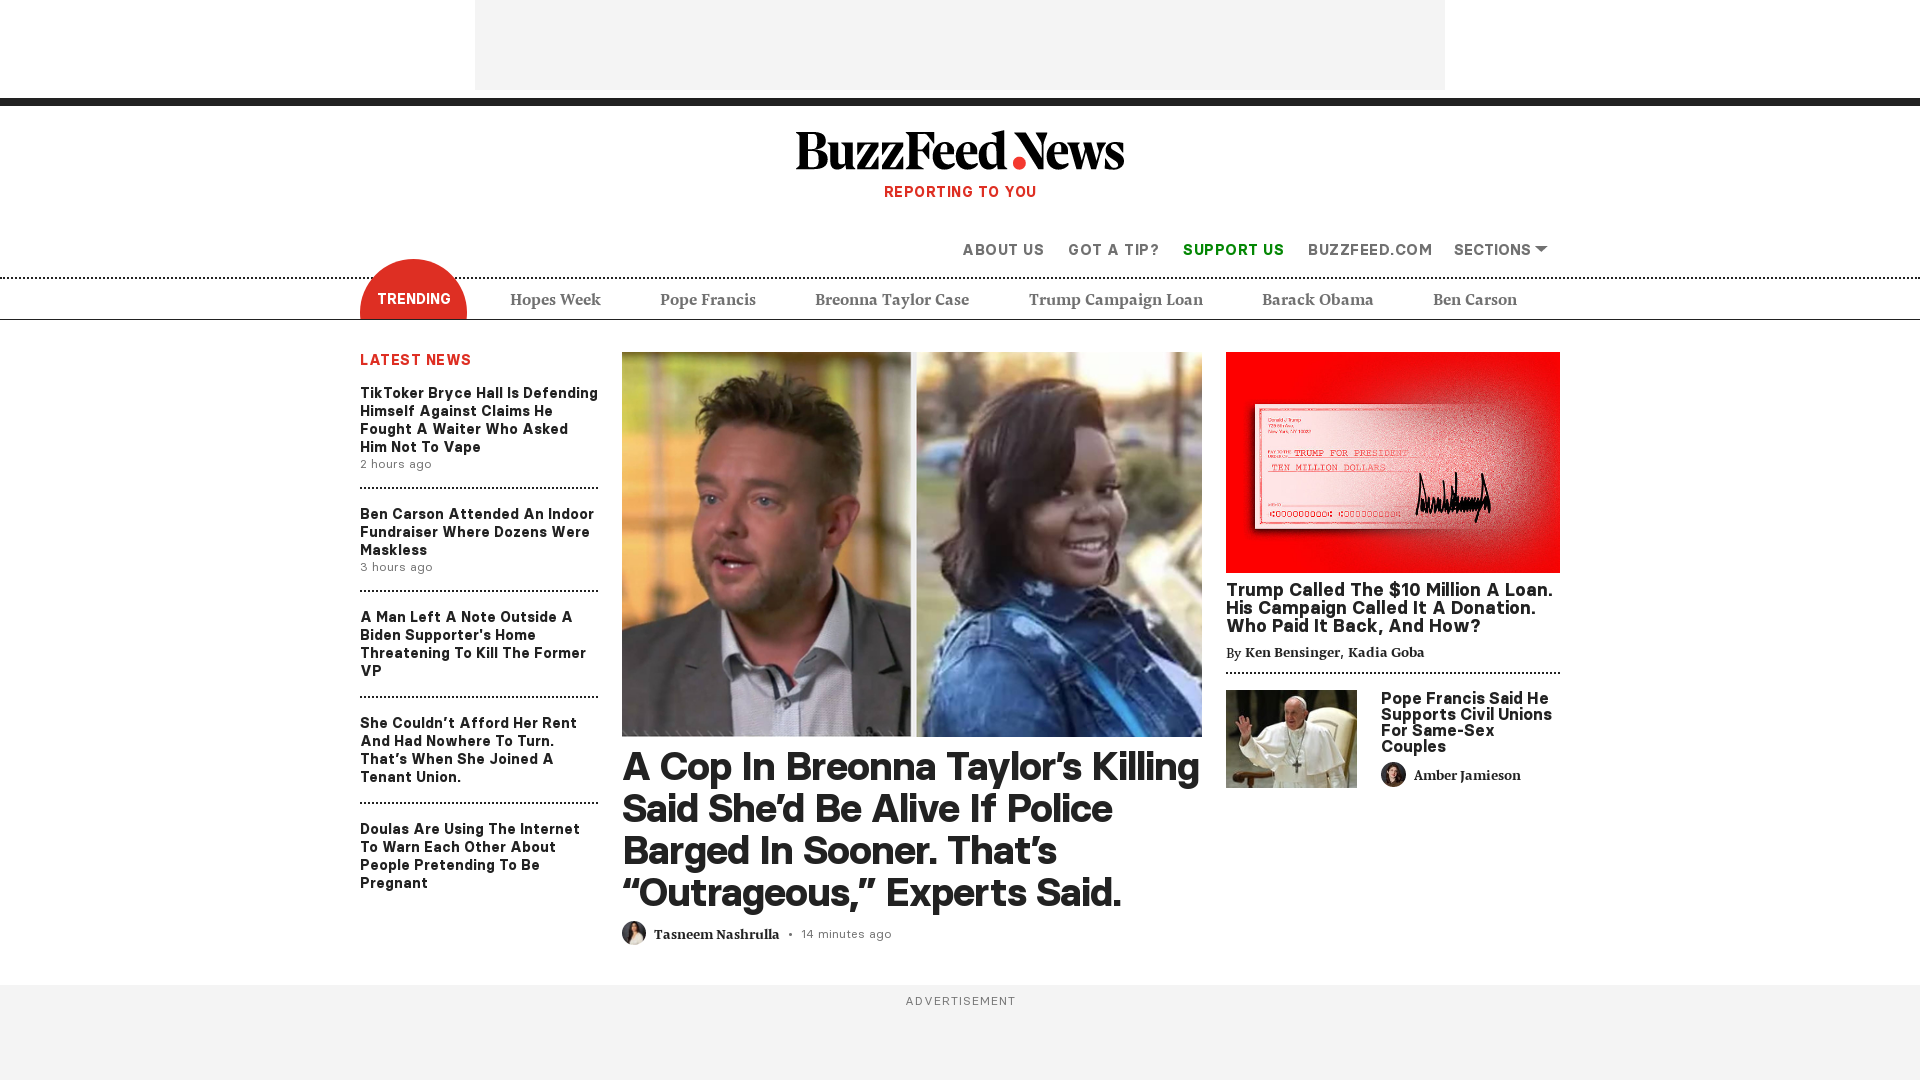 BuzzFeed News
REPORTING TO YOU
ABOUT US
GOT A TIP?
SUPPORT US
BUZZFEED.COM
SECTIONS
TRENDING
Hopes Week
Pope Francis
Breonna Taylor Case
Trump Campaign Loan
Barack Obama
Ben Carson
LATEST NEWS
TikToker Bryce Hall Is Defending
Himself Against Claims He
Fought A Waiter Who Asked
Him Not To Vape
2 hours ago
Ben Carson Attended An Indoor
Fundraiser Where Dozens Were
Maskless
3 hours ago
A Man Left A Note Outside A
Biden Supporter's Home
Threatening To Kill The Former
VP
She Couldn’t Afford Her Rent
And Had Nowhere To Turn.
That’s When She Joined A
Tenant Union.
Doulas Are Using The Internet
To Warn Each Other About
People Pretending To Be
Pregnant
A Cop In Breonna Taylor’s Killing
Said She’d Be Alive If Police
Barged In Sooner. That’s
“Outrageous,” Experts Said.
Tasneem Nashrulla • 14 minutes ago
Donald J Trump
New York, NY
TRUMP FOR PRESIDENT
TEN MILLION DOLLARS
Trump Called The $10 Million A Loan.
His Campaign Called It A Donation.
Who Paid It Back, And How?
By Ken Bensinger, Kadia Goba
Pope Francis Said He
Supports Civil Unions
For Same-Sex
Couples
Amber Jamieson
ADVERTISEMENT